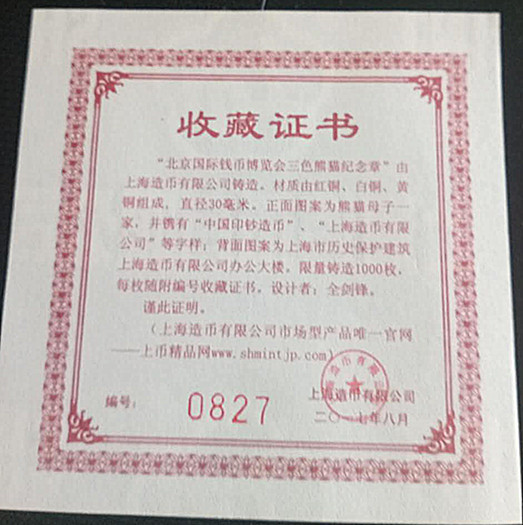 收藏证书
“北京国际钱币博览会三色熊猫纪念章”由
上海造币有限公司铸造。材质由红铜、白铜、黄
铜组成，直径30毫米。正面图案为熊猫母子一
家，并镌有“中国印钞造币”、“上海造币有限
公司”等字样；背面图案为上海市历史保护建筑
上海造币有限公司办公大楼。限量铸造1000枚，
每枚随附编号收藏证书。设计者：全剑锋。
谨此证明。
（上海造币有限公司市场型产品唯一官网
——上币精品网www.shmintjp.com）
上海造币有限公司
编号：
0827
二〇一七年八月